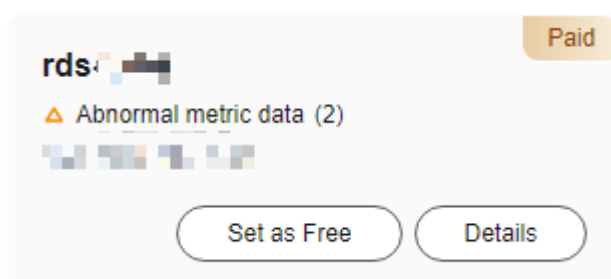 Paid
rds
Abnormal metric data (2)
Set as Free
Details